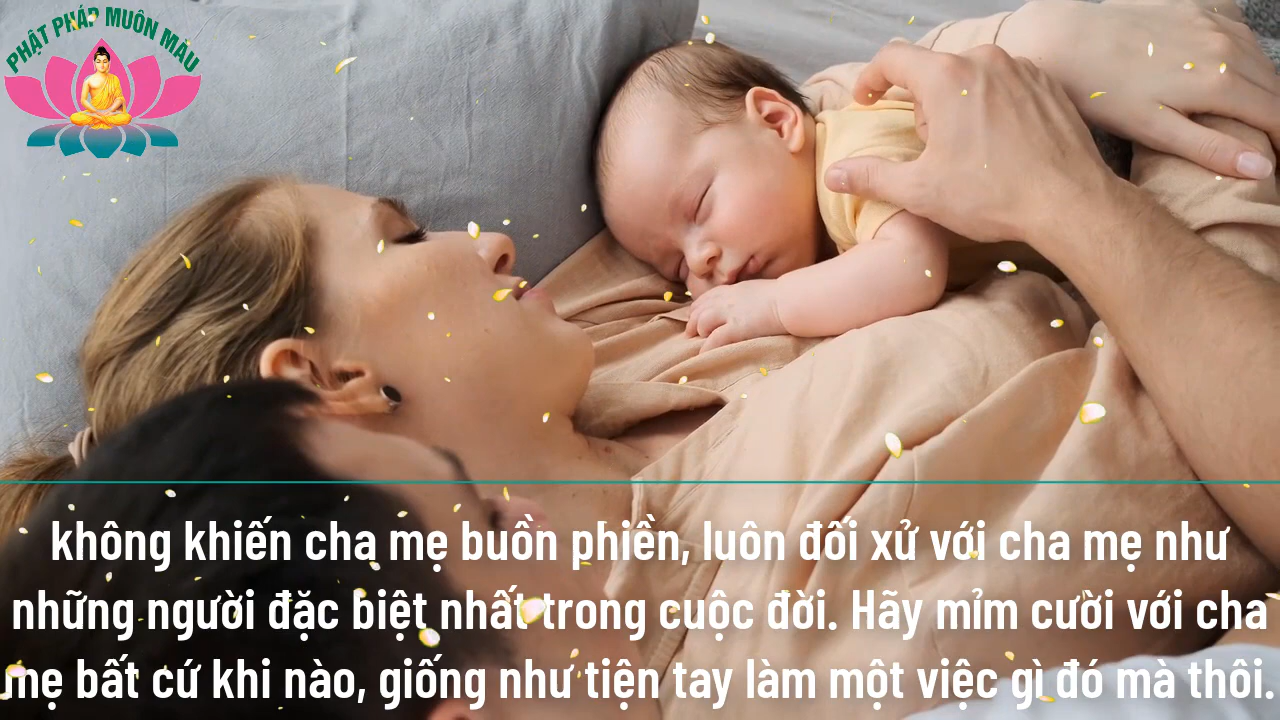 PHẬT PHÁP MUÔN MÀU
không khiến cha mẹ buồn phiền, luôn đối xử với cha mẹ như
những người đặc biệt nhất trong cuộc đời. Hãy mỉm cười với cha
mẹ bất cứ khi nào, giống như tiện tay làm một việc gì đó mà thôi.